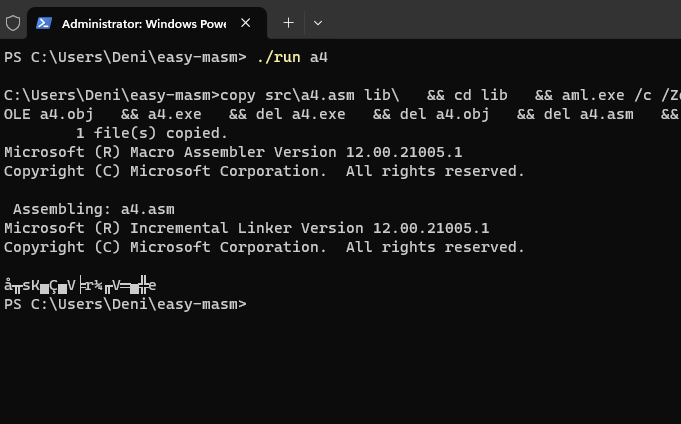 Administrator: Windows Powe
PS C:\Users\Deni\easy-masm> ./run a4
C:\Users\Deni\easy-masm>copy src\a4.asm lib\   && cd lib   && aml.exe /c /Z
OLE a4.obj   && a4.exe   && del a4.exe   && del a4.obj   && del a4.asm   &&
        1 file(s) copied.
Microsoft (R) Macro Assembler Version 12.00.21005.1
Copyright (C) Microsoft Corporation.  All rights reserved.
 Assembling: a4.asm
Microsoft (R) Incremental Linker Version 12.00.21005.1
Copyright (C) Microsoft Corporation.  All rights reserved.
å╥sK▄Ç▄V├r¾╓V═▄╬e
PS C:\Users\Deni\easy-masm>